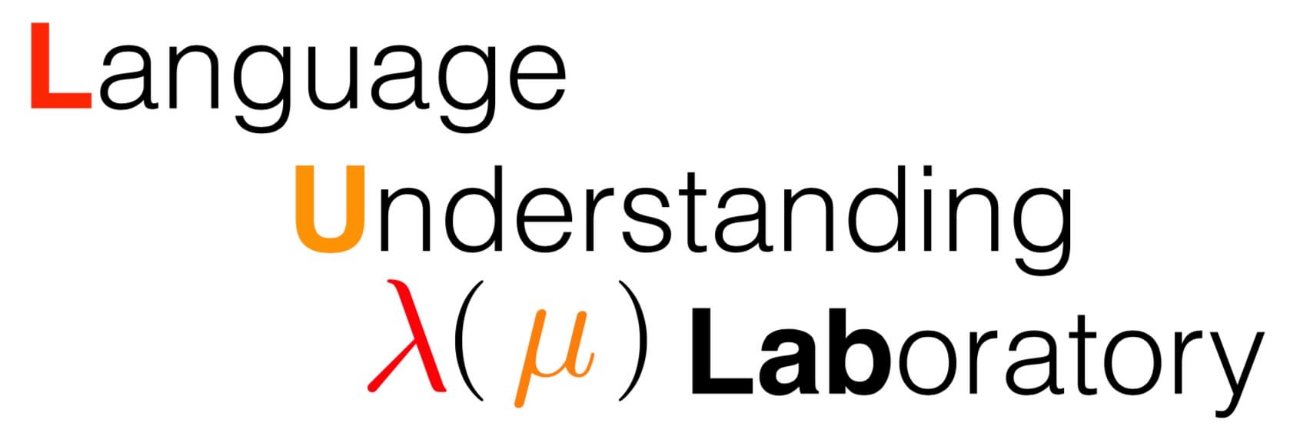 Language
Understanding
λ( μ ) Laboratory